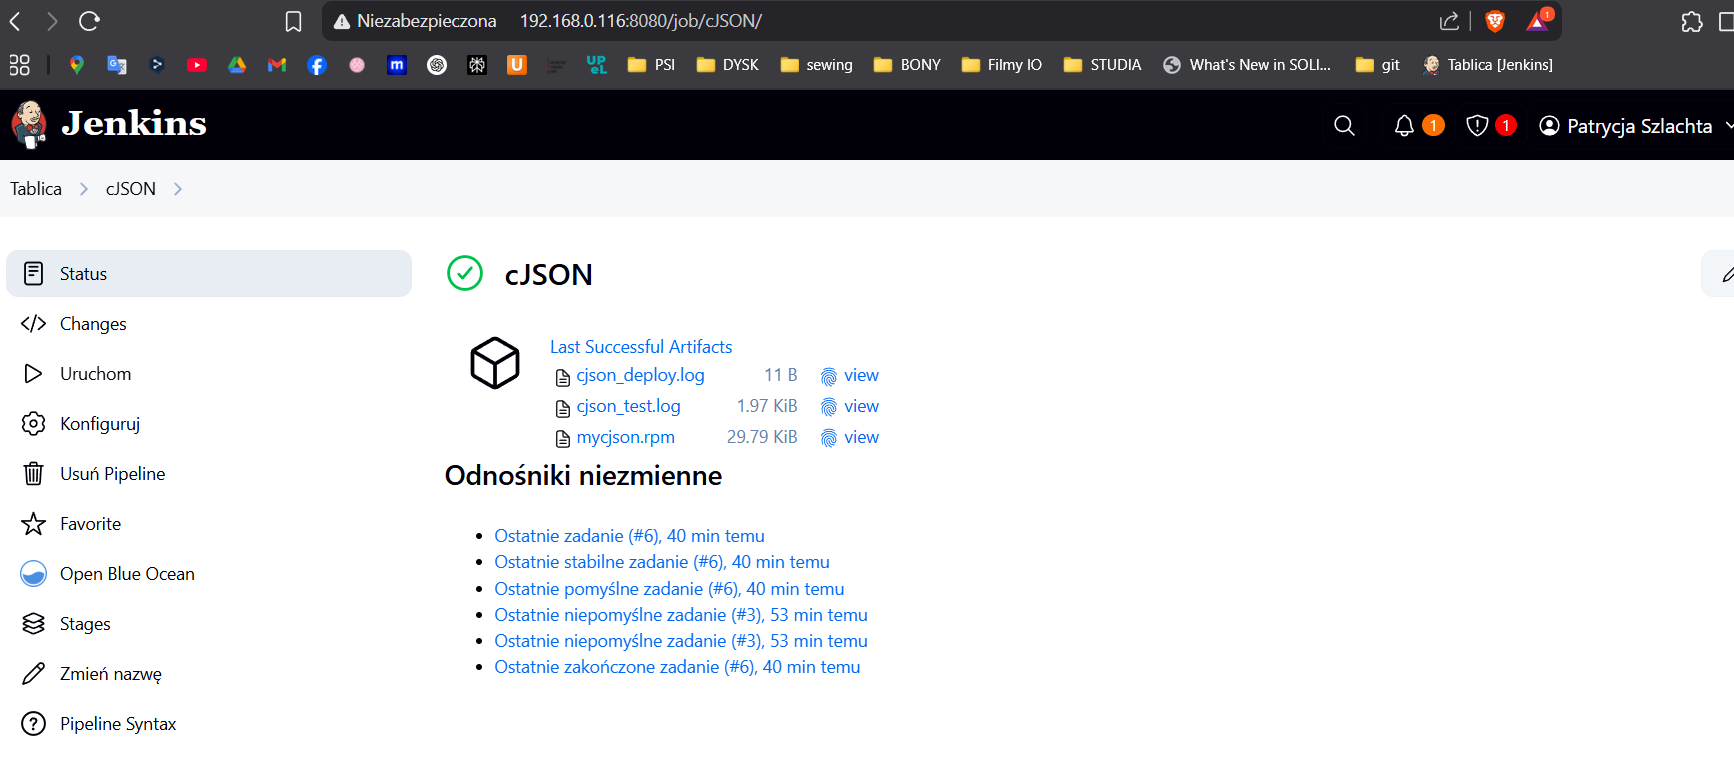 Niezabezpieczona 192.168.0.116:8080/job/cJSON/ 1
m U UP eL PSI DYSK sewing BONY Filmy IO STUDIA What's New in SOLI... git Tablica [Jenkins]
Jenkins 1 1 Patrycja Szlachta
Tablica cJSON
Status
Changes
Uruchom
Konfiguruj
Usuń Pipeline
Favorite
Open Blue Ocean
Stages
Zmień nazwę
Pipeline Syntax
cJSON
Last Successful Artifacts
cjson_deploy.log 11 B view
cjson_test.log 1.97 KiB view
mycjson.rpm 29.79 KiB view
Odnośniki niezmienne
Ostatnie zadanie (#6), 40 min temu
Ostatnie stabilne zadanie (#6), 40 min temu
Ostatnie pomyślne zadanie (#6), 40 min temu
Ostatnie niepomyślne zadanie (#3), 53 min temu
Ostatnie niepomyślne zadanie (#3), 53 min temu
Ostatnie zakończone zadanie (#6), 40 min temu